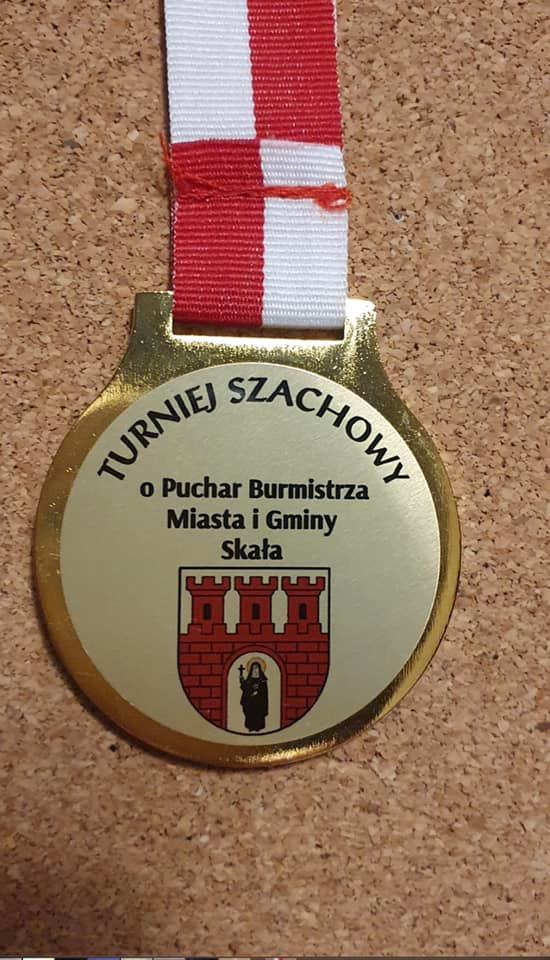 TURNIEJ SZACHOWY
o Puchar Burmistrza
Miasta i Gminy
Skała